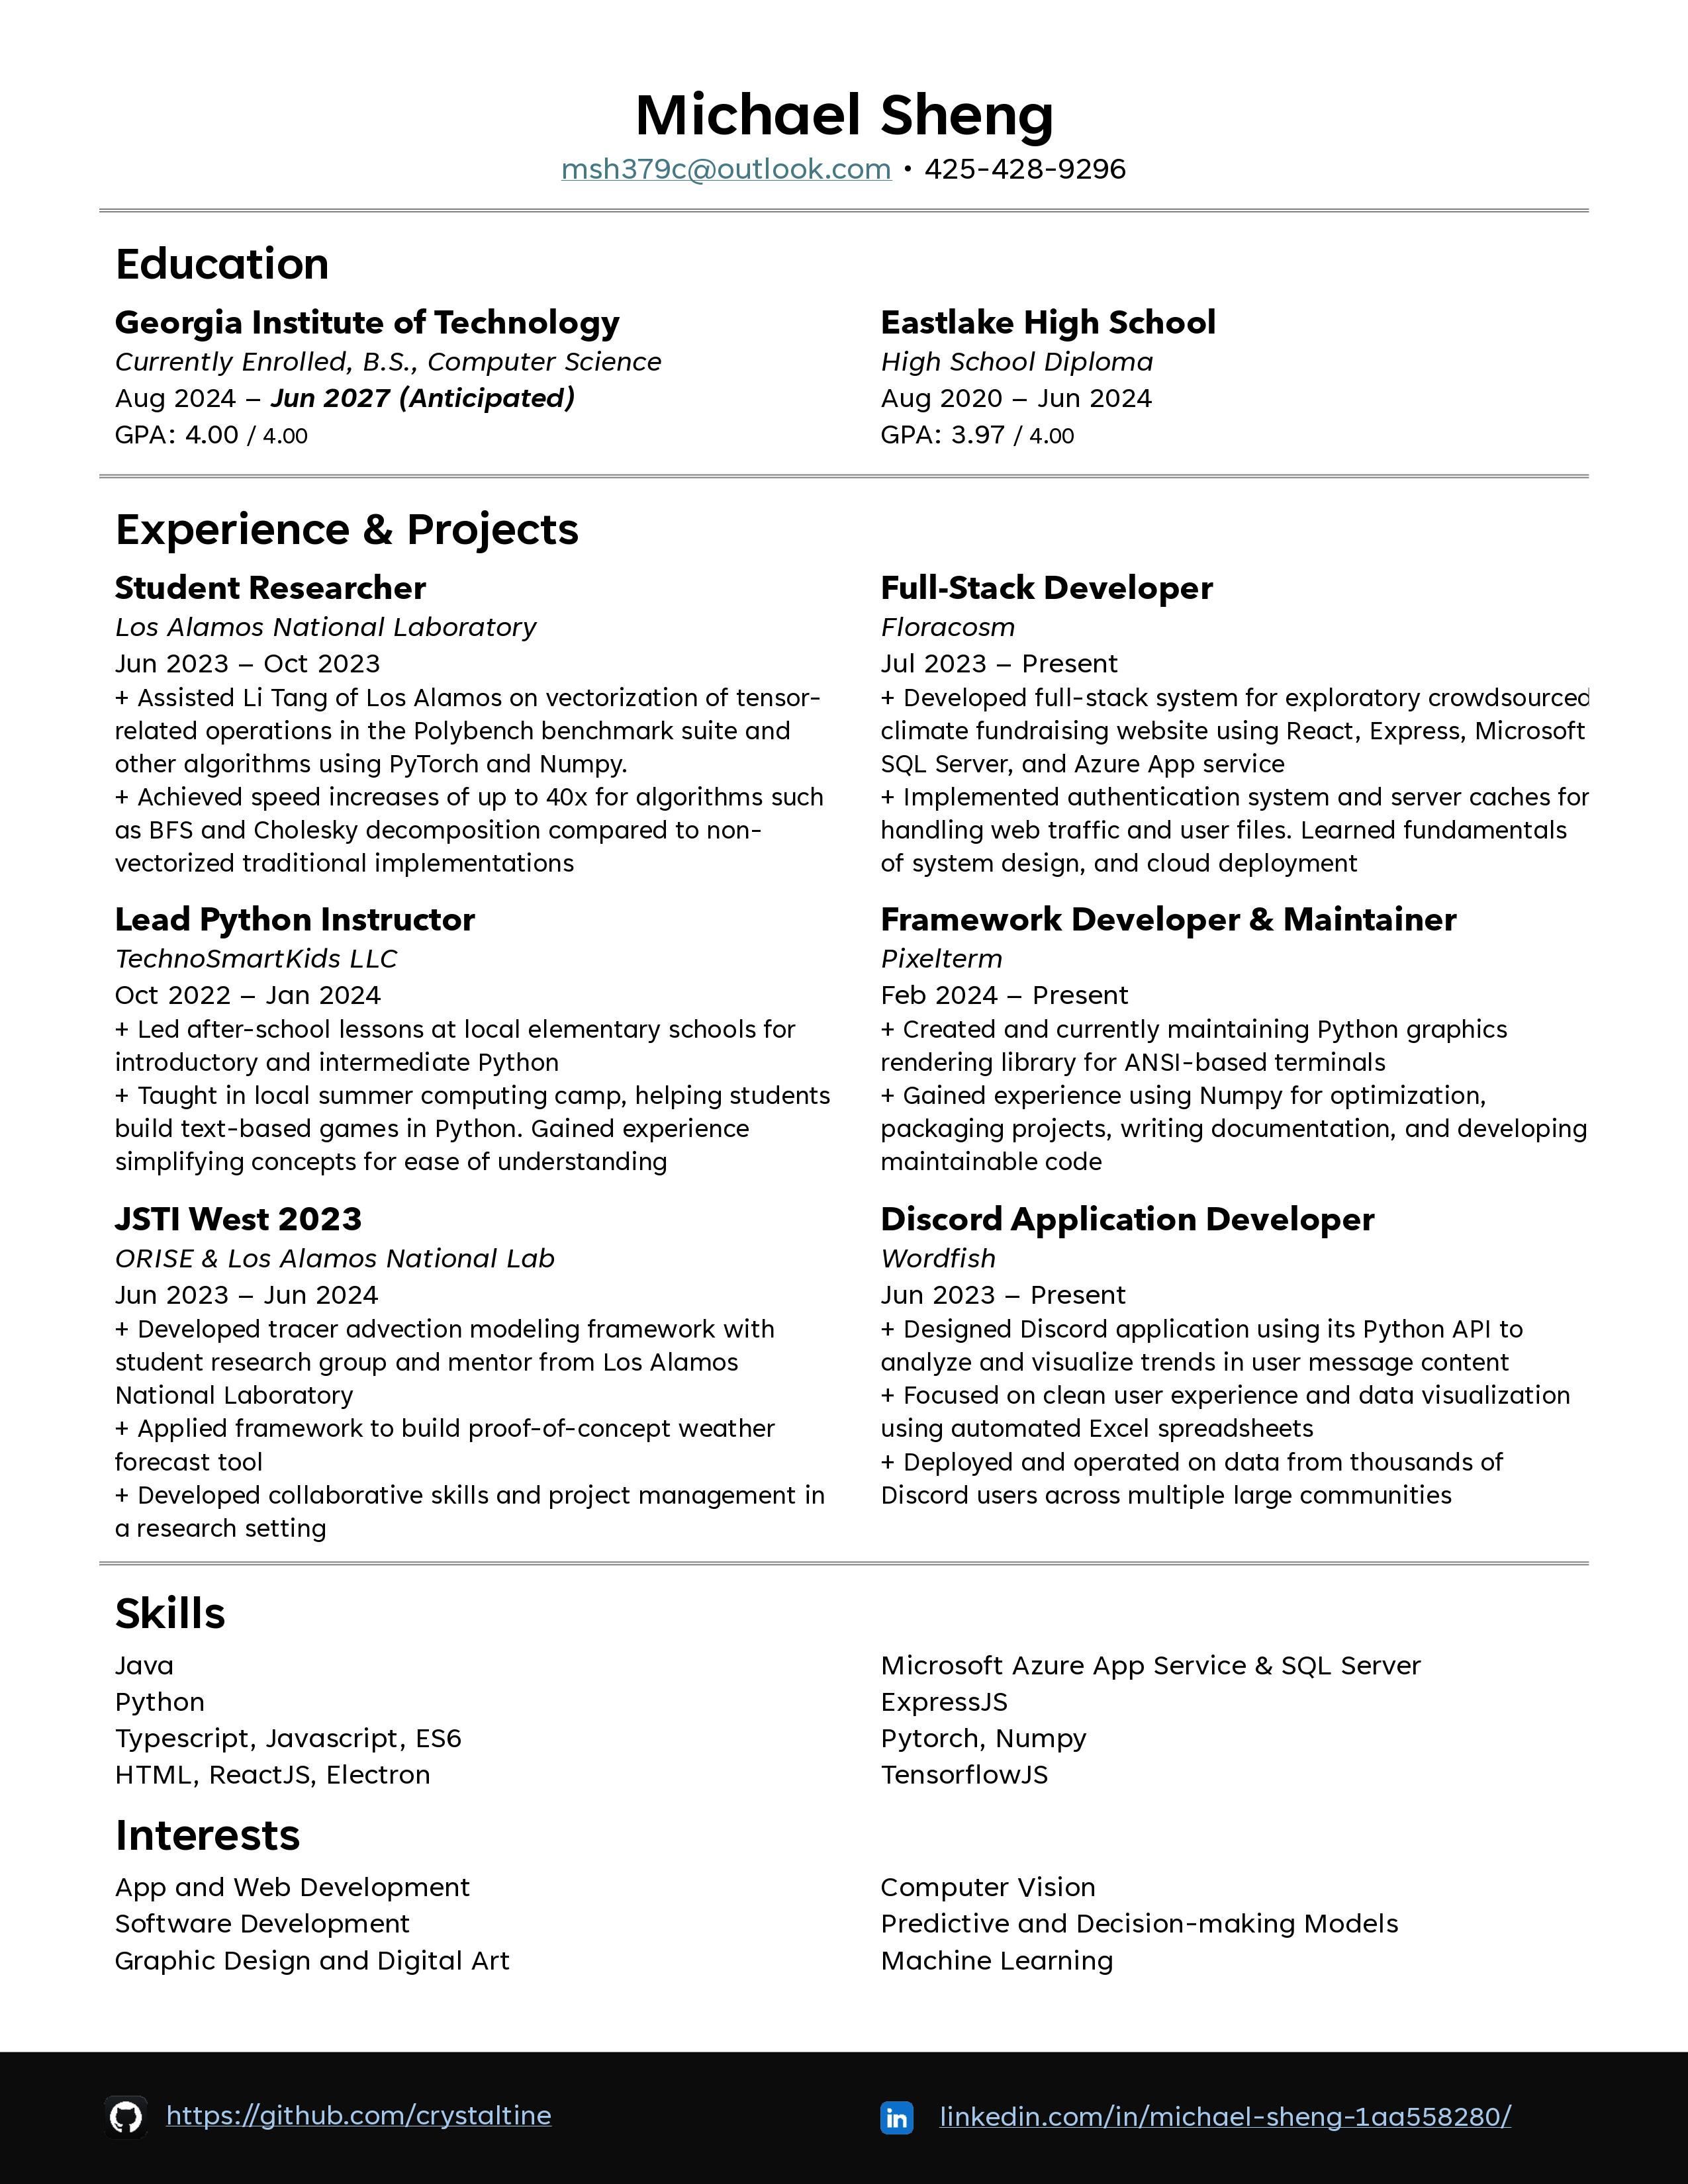 Michael Sheng
msh379c@outlook.com • 425-428-9296
Education
Georgia Institute of Technology
Currently Enrolled, B.S., Computer Science
Aug 2024 – Jun 2027 (Anticipated)
GPA: 4.00 / 4.00
Eastlake High School
High School Diploma
Aug 2020 – Jun 2024
GPA: 3.97 / 4.00
Experience & Projects
Student Researcher
Los Alamos National Laboratory
Jun 2023 – Oct 2023
+ Assisted Li Tang of Los Alamos on vectorization of tensor-
related operations in the Polybench benchmark suite and
other algorithms using PyTorch and Numpy.
+ Achieved speed increases of up to 40x for algorithms such
as BFS and Cholesky decomposition compared to non-
vectorized traditional implementations
Lead Python Instructor
TechnoSmartKids LLC
Oct 2022 – Jan 2024
+ Led after-school lessons at local elementary schools for
introductory and intermediate Python
+ Taught in local summer computing camp, helping students
build text-based games in Python. Gained experience
simplifying concepts for ease of understanding
JSTI West 2023
ORISE & Los Alamos National Lab
Jun 2023 – Jun 2024
+ Developed tracer advection modeling framework with
student research group and mentor from Los Alamos
National Laboratory
+ Applied framework to build proof-of-concept weather
forecast tool
+ Developed collaborative skills and project management in
a research setting
Full-Stack Developer
Floracosm
Jul 2023 – Present
+ Developed full-stack system for exploratory crowdsourced
climate fundraising website using React, Express, Microsoft
SQL Server, and Azure App service
+ Implemented authentication system and server caches for
handling web traffic and user files. Learned fundamentals
of system design, and cloud deployment
Framework Developer & Maintainer
Pixelterm
Feb 2024 – Present
+ Created and currently maintaining Python graphics
rendering library for ANSI-based terminals
+ Gained experience using Numpy for optimization,
packaging projects, writing documentation, and developing
maintainable code
Discord Application Developer
Wordfish
Jun 2023 – Present
+ Designed Discord application using its Python API to
analyze and visualize trends in user message content
+ Focused on clean user experience and data visualization
using automated Excel spreadsheets
+ Deployed and operated on data from thousands of
Discord users across multiple large communities
Skills
Java
Python
Typescript, Javascript, ES6
HTML, ReactJS, Electron
Microsoft Azure App Service & SQL Server
ExpressJS
Pytorch, Numpy
TensorflowJS
Interests
App and Web Development
Software Development
Graphic Design and Digital Art
Computer Vision
Predictive and Decision-making Models
Machine Learning
https://github.com/crystaltine
in
linkedin.com/in/michael-sheng-1aa558280/